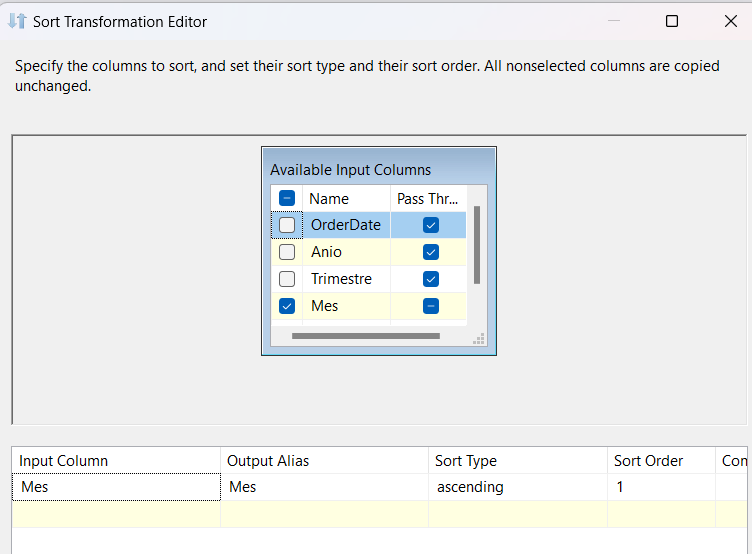 Sort Transformation Editor
Specify the columns to sort, and set their sort type and their sort order. All nonselected columns are copied
unchanged.
Available Input Columns
Name Pass Thr...
OrderDate
Anio
Trimestre
Mes
Input Column Output Alias Sort Type Sort Order Com
Mes Mes ascending 1